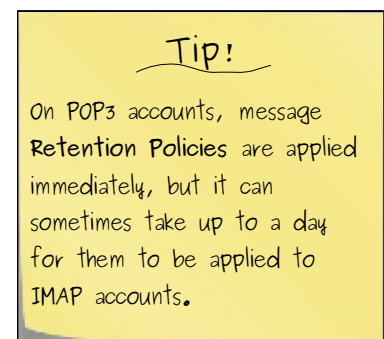 Tip!
On POP3 accounts, message
Retention Policies are applied
immediately, but it can
sometimes take up to a day
for them to be applied to
IMAP accounts.